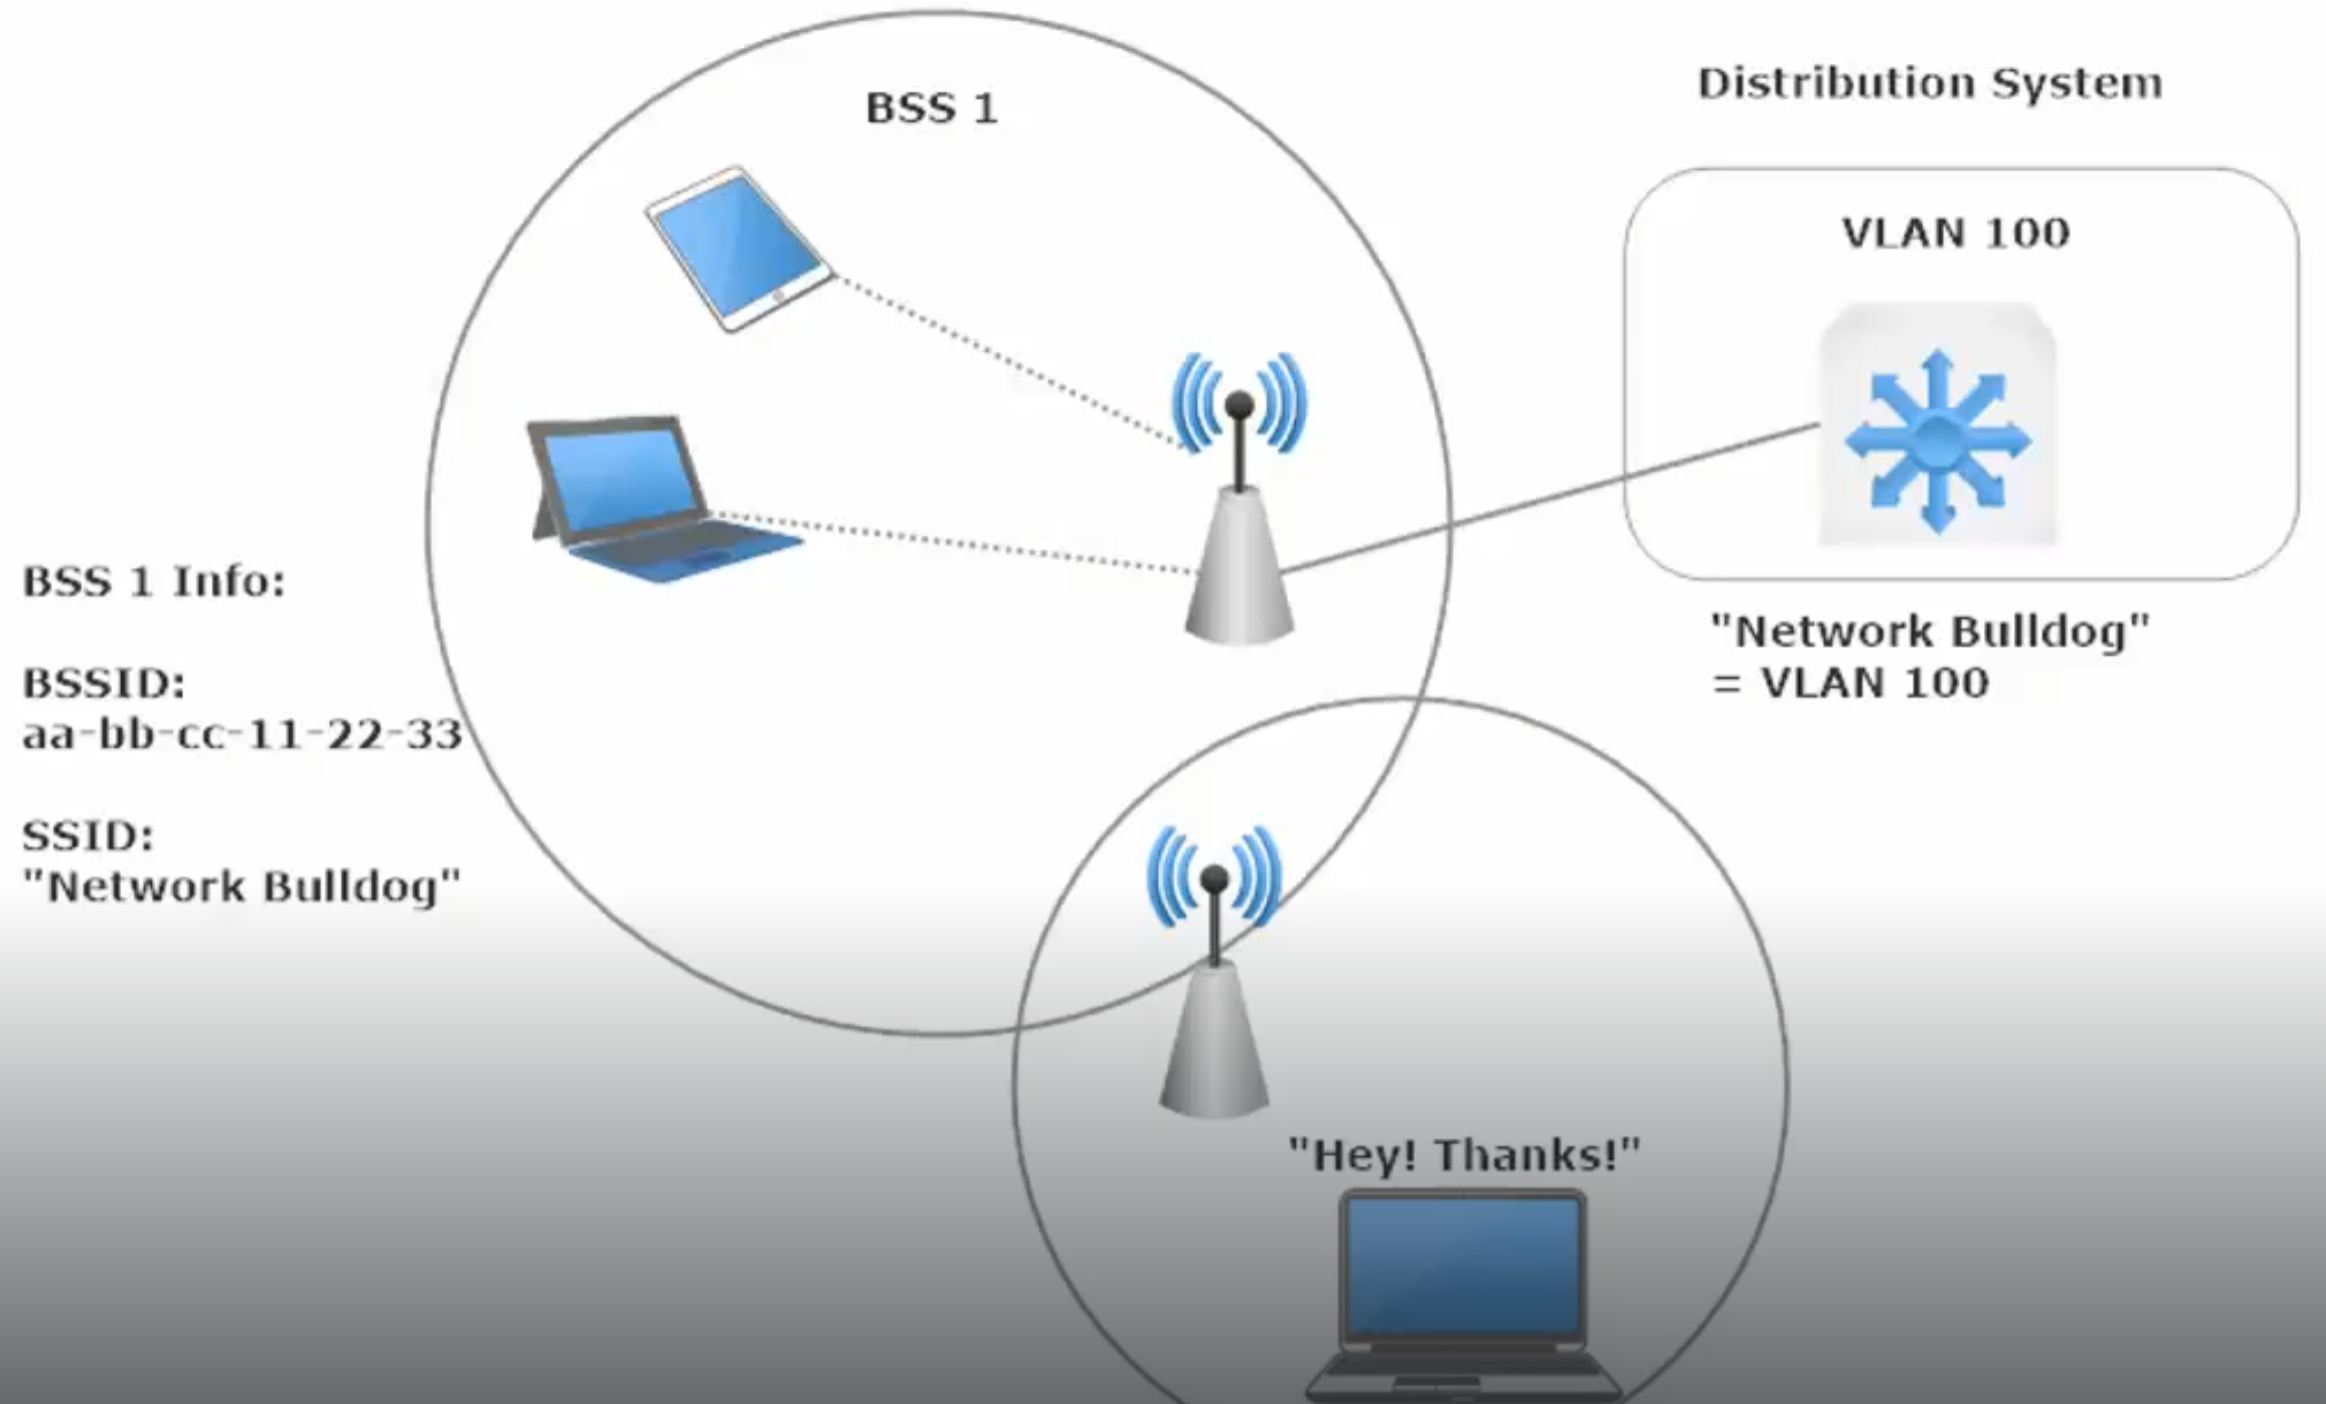 BSS 1
Distribution System
VLAN 100
BSS 1 Info:
BSSID:
aa-bb-cc-11-22-33
SSID:
"Network Bulldog"
"Network Bulldog"
= VLAN 100
"Hey! Thanks!"